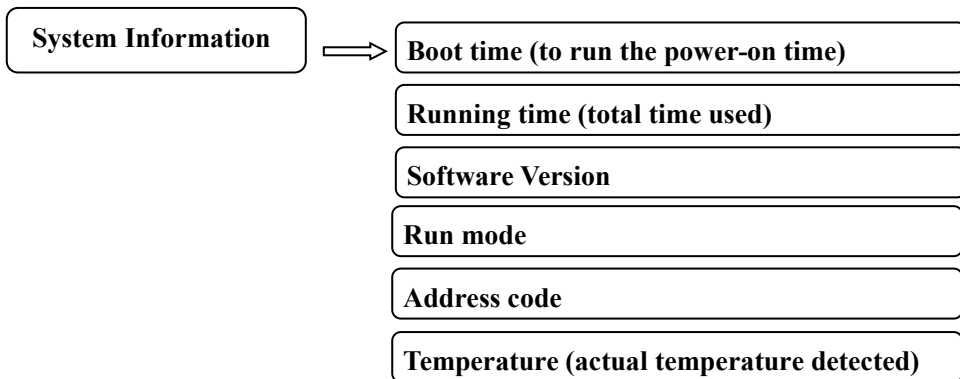 System Information
Boot time (to run the power-on time)
Running time (total time used)
Software Version
Run mode
Address code
Temperature (actual temperature detected)